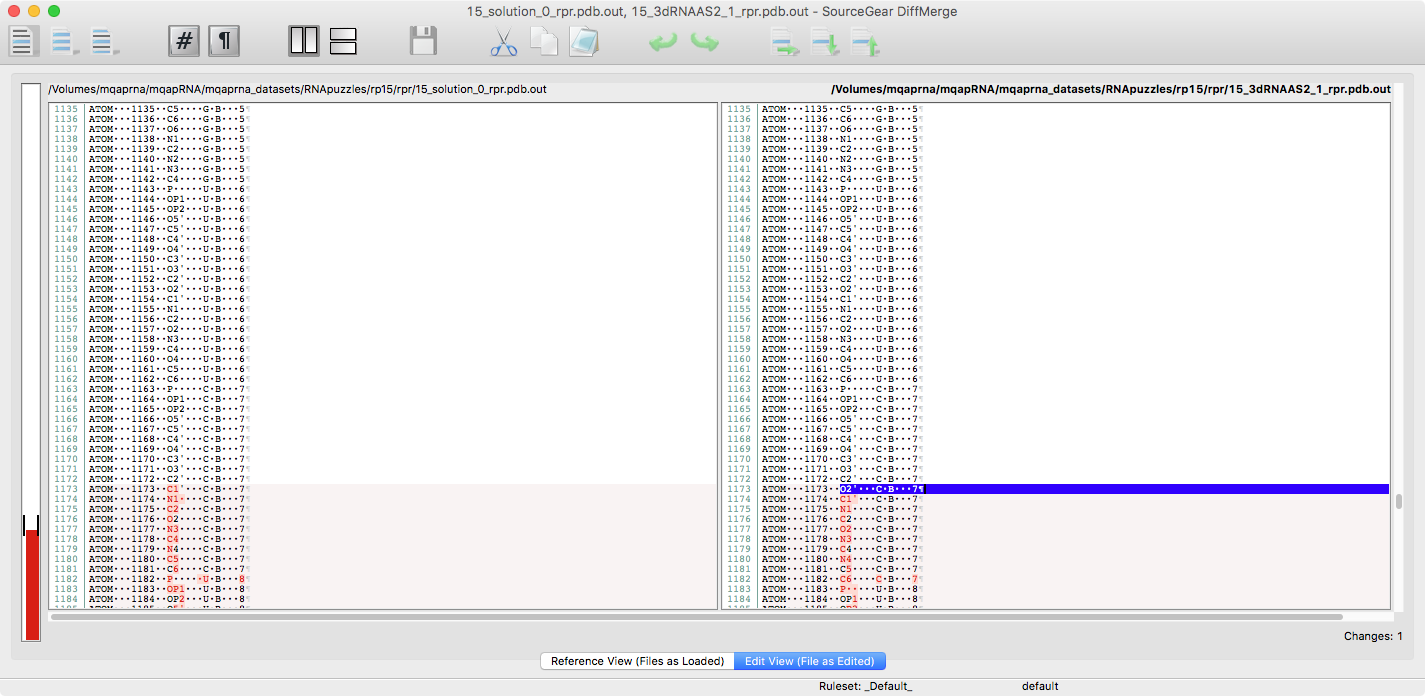 15_solution_0_rpr.pdb.out, 15_3dRNAAS2_1_rpr.pdb.out - SourceGear DiffMerge
# ¶
/Volumes/mqaprna/mqapRNA/mqaprna_datasets/RNApuzzles/rp15/rpr/15_solution_0_rpr.pdb.out
1135 ATOM···1135··C5····G·B···5¶
1136 ATOM···1136··C6····G·B···5¶
1137 ATOM···1137··O6····G·B···5¶
1138 ATOM···1138··N1····G·B···5¶
1139 ATOM···1139··C2····G·B···5¶
1140 ATOM···1140··N2····G·B···5¶
1141 ATOM···1141··N3····G·B···5¶
1142 ATOM···1142··C4····G·B···5¶
1143 ATOM···1143··P·····U·B···6¶
1144 ATOM···1144··OP1···U·B···6¶
1145 ATOM···1145··OP2···U·B···6¶
1146 ATOM···1146··O5'···U·B···6¶
1147 ATOM···1147··C5'···U·B···6¶
1148 ATOM···1148··C4'···U·B···6¶
1149 ATOM···1149··O4'···U·B···6¶
1150 ATOM···1150··C3'···U·B···6¶
1151 ATOM···1151··O3'···U·B···6¶
1152 ATOM···1152··C2'···U·B···6¶
1153 ATOM···1153··O2'···U·B···6¶
1154 ATOM···1154··C1'···U·B···6¶
1155 ATOM···1155··N1····U·B···6¶
1156 ATOM···1156··C2····U·B···6¶
1157 ATOM···1157··O2····U·B···6¶
1158 ATOM···1158··N3····U·B···6¶
1159 ATOM···1159··C4····U·B···6¶
1160 ATOM···1160··O4····U·B···6¶
1161 ATOM···1161··C5····U·B···6¶
1162 ATOM···1162··C6····U·B···6¶
1163 ATOM···1163··P·····C·B···7¶
1164 ATOM···1164··OP1···C·B···7¶
1165 ATOM···1165··OP2···C·B···7¶
1166 ATOM···1166··O5'···C·B···7¶
1167 ATOM···1167··C5'···C·B···7¶
1168 ATOM···1168··C4'···C·B···7¶
1169 ATOM···1169··O4'···C·B···7¶
1170 ATOM···1170··C3'···C·B···7¶
1171 ATOM···1171··O3'···C·B···7¶
1172 ATOM···1172··C2'···C·B···7¶
1173 ATOM···1173··C1'···C·B···7¶
1174 ATOM···1174··N1····C·B···7¶
1175 ATOM···1175··C2····C·B···7¶
1176 ATOM···1176··O2····C·B···7¶
1177 ATOM···1177··N3····C·B···7¶
1178 ATOM···1178··C4····C·B···7¶
1179 ATOM···1179··N4····C·B···7¶
1180 ATOM···1180··C5····C·B···7¶
1181 ATOM···1181··C6····C·B···7¶
1182 ATOM···1182··P·····U·B···8¶
1183 ATOM···1183··OP1···U·B···8¶
1184 ATOM···1184··OP2···U·B···8¶
/Volumes/mqaprna/mqapRNA/mqaprna_datasets/RNApuzzles/rp15/rpr/15_3dRNAAS2_1_rpr.pdb.out
1135 ATOM···1135··C5····G·B···5¶
1136 ATOM···1136··C6····G·B···5¶
1137 ATOM···1137··O6····G·B···5¶
1138 ATOM···1138··N1····G·B···5¶
1139 ATOM···1139··C2····G·B···5¶
1140 ATOM···1140··N2····G·B···5¶
1141 ATOM···1141··N3····G·B···5¶
1142 ATOM···1142··C4····G·B···5¶
1143 ATOM···1143··P·····U·B···6¶
1144 ATOM···1144··OP1···U·B···6¶
1145 ATOM···1145··OP2···U·B···6¶
1146 ATOM···1146··O5'···U·B···6¶
1147 ATOM···1147··C5'···U·B···6¶
1148 ATOM···1148··C4'···U·B···6¶
1149 ATOM···1149··O4'···U·B···6¶
1150 ATOM···1150··C3'···U·B···6¶
1151 ATOM···1151··O3'···U·B···6¶
1152 ATOM···1152··C2'···U·B···6¶
1153 ATOM···1153··O2'···U·B···6¶
1154 ATOM···1154··C1'···U·B···6¶
1155 ATOM···1155··N1····U·B···6¶
1156 ATOM···1156··C2····U·B···6¶
1157 ATOM···1157··O2····U·B···6¶
1158 ATOM···1158··N3····U·B···6¶
1159 ATOM···1159··C4····U·B···6¶
1160 ATOM···1160··O4····U·B···6¶
1161 ATOM···1161··C5····U·B···6¶
1162 ATOM···1162··C6····U·B···6¶
1163 ATOM···1163··P·····C·B···7¶
1164 ATOM···1164··OP1···C·B···7¶
1165 ATOM···1165··OP2···C·B···7¶
1166 ATOM···1166··O5'···C·B···7¶
1167 ATOM···1167··C5'···C·B···7¶
1168 ATOM···1168··C4'···C·B···7¶
1169 ATOM···1169··O4'···C·B···7¶
1170 ATOM···1170··C3'···C·B···7¶
1171 ATOM···1171··O3'···C·B···7¶
1172 ATOM···1172··C2'···C·B···7¶
1173 ATOM···1173··O2'···C·B···7¶
1174 ATOM···1174··C1'···C·B···7¶
1175 ATOM···1175··N1····C·B···7¶
1176 ATOM···1176··C2····C·B···7¶
1177 ATOM···1177··O2····C·B···7¶
1178 ATOM···1178··N3····C·B···7¶
1179 ATOM···1179··C4····C·B···7¶
1180 ATOM···1180··N4····C·B···7¶
1181 ATOM···1181··C5····C·B···7¶
1182 ATOM···1182··C6····C·B···7¶
1183 ATOM···1183··P·····U·B···8¶
1184 ATOM···1184··OP1···U·B···8¶
Changes: 1
Reference View (Files as Loaded) Edit View (File as Edited)
Ruleset: _Default_ default